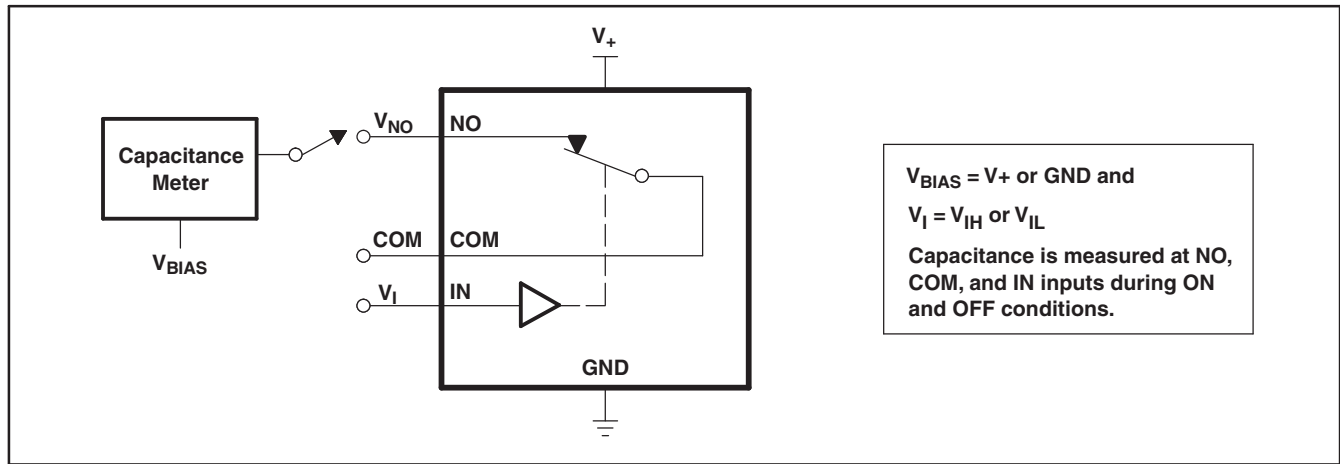 V+
VNO
NO
Capacitance
Meter
VBIAS
COM
COM
VI
IN
GND
VBIAS = V+ or GND and
VI = VIH or VIL
Capacitance is measured at NO,
COM, and IN inputs during ON
and OFF conditions.